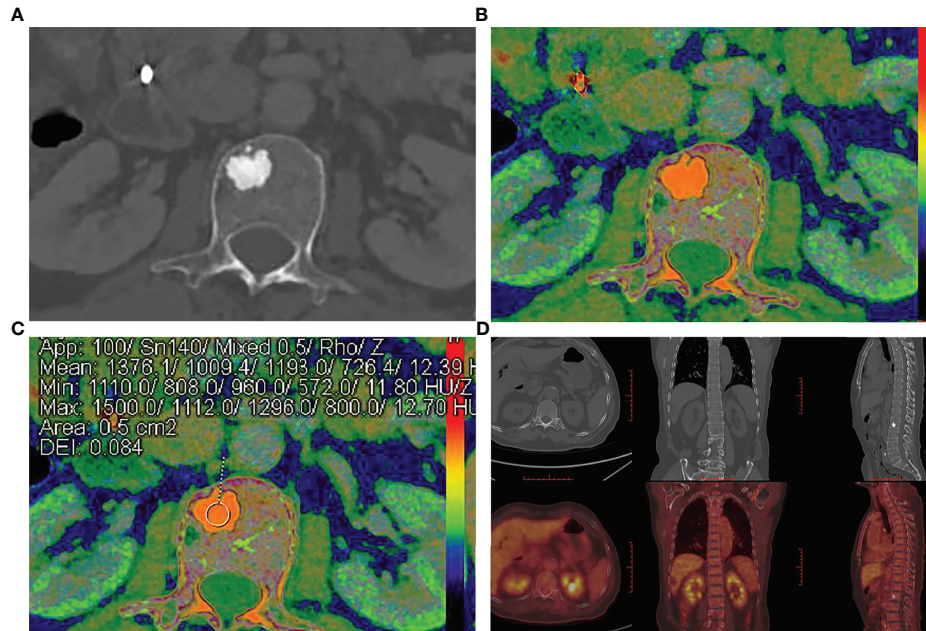 A
B
C
App: 100/ Sn140/ Mixed 0.5/ Rho/ Z
Mean: 1376.1/ 1009.4/ 1193.0/ 726.4/ 12.39 H
Min: 1110.0/ 808.0/ 960.0/ 572.0/ 11.80 HU/Z
Max: 1500.0/ 1112.0/ 1296.0/ 800.0/ 12.70 HU
Area: 0.5 cm2
DEI: 0.084
D